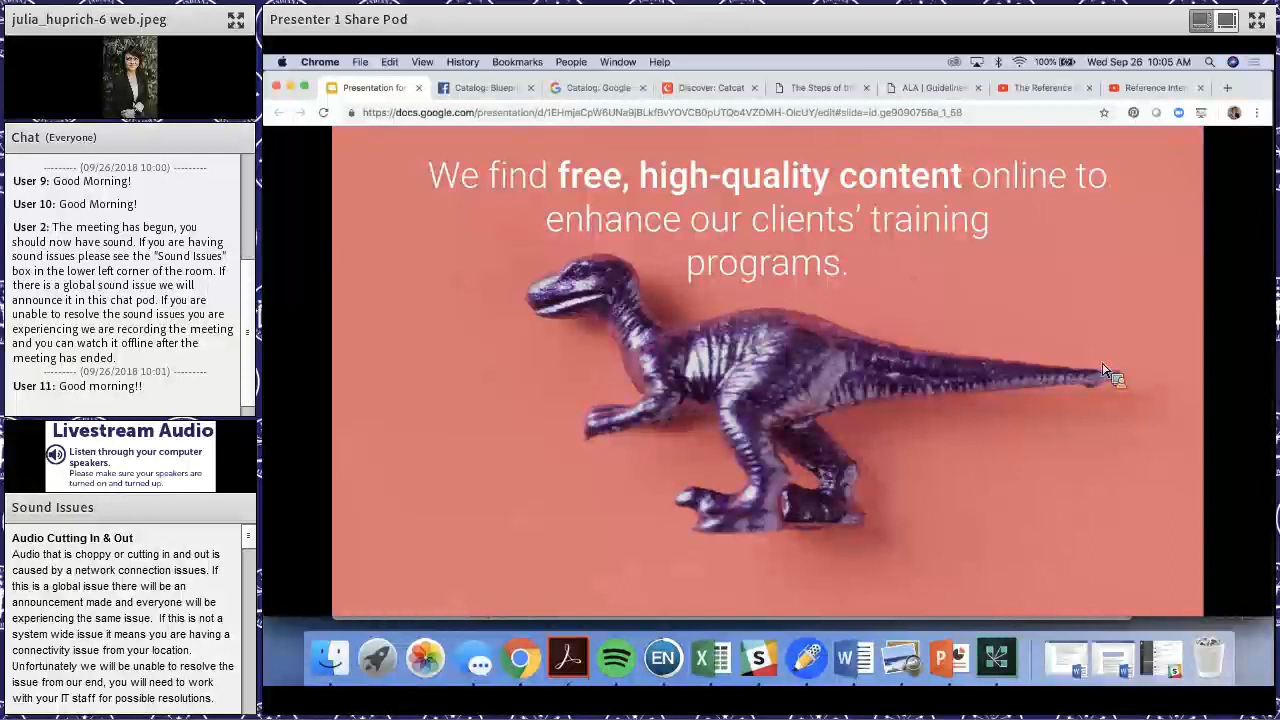 julia_huprich-6 web.jpeg
Chat (Everyone)
-------- (09/26/2018 10:00) --------
User 9: Good Morning!
User 10: Good Morning!
User 2: The meeting has begun, you
should now have sound. If you are having
sound issues please see the "Sound Issues"
box in the lower left corner of the room. If
there is a global sound issue we will
announce it in this chat pod. If you are
unable to resolve the sound issues you are
experiencing we are recording the meeting
and you can watch it offline after the
meeting has ended.
-------- (09/26/2018 10:01) --------
User 11: Good morning!!
Livestream Audio
Listen through your computer
speakers.
Please make sure your speakers are
turned on and turned up.
Sound Issues
Audio Cutting In & Out
Audio that is choppy or cutting in and out is
caused by a network connection issues. If
this is a global issue there will be an
announcement made and everyone will be
experiencing the same issue. If this is not a
system wide issue it means you are having a
connectivity issue from your location.
Unfortunately we will be unable to resolve the
issue from our end, you will need to work
with your IT staff for possible resolutions.
Presenter 1 Share Pod
Chrome File Edit View History Bookmarks People Window Help 100% Wed Sep 26 10:05 AM
Presentation for Catalog: Bluepri Catalog: Google Discover: Catcat The Steps of th ALA | Guideline The Reference Reference Inter
We find free, high-quality content online to
enhance our clients’ training
programs.
EN